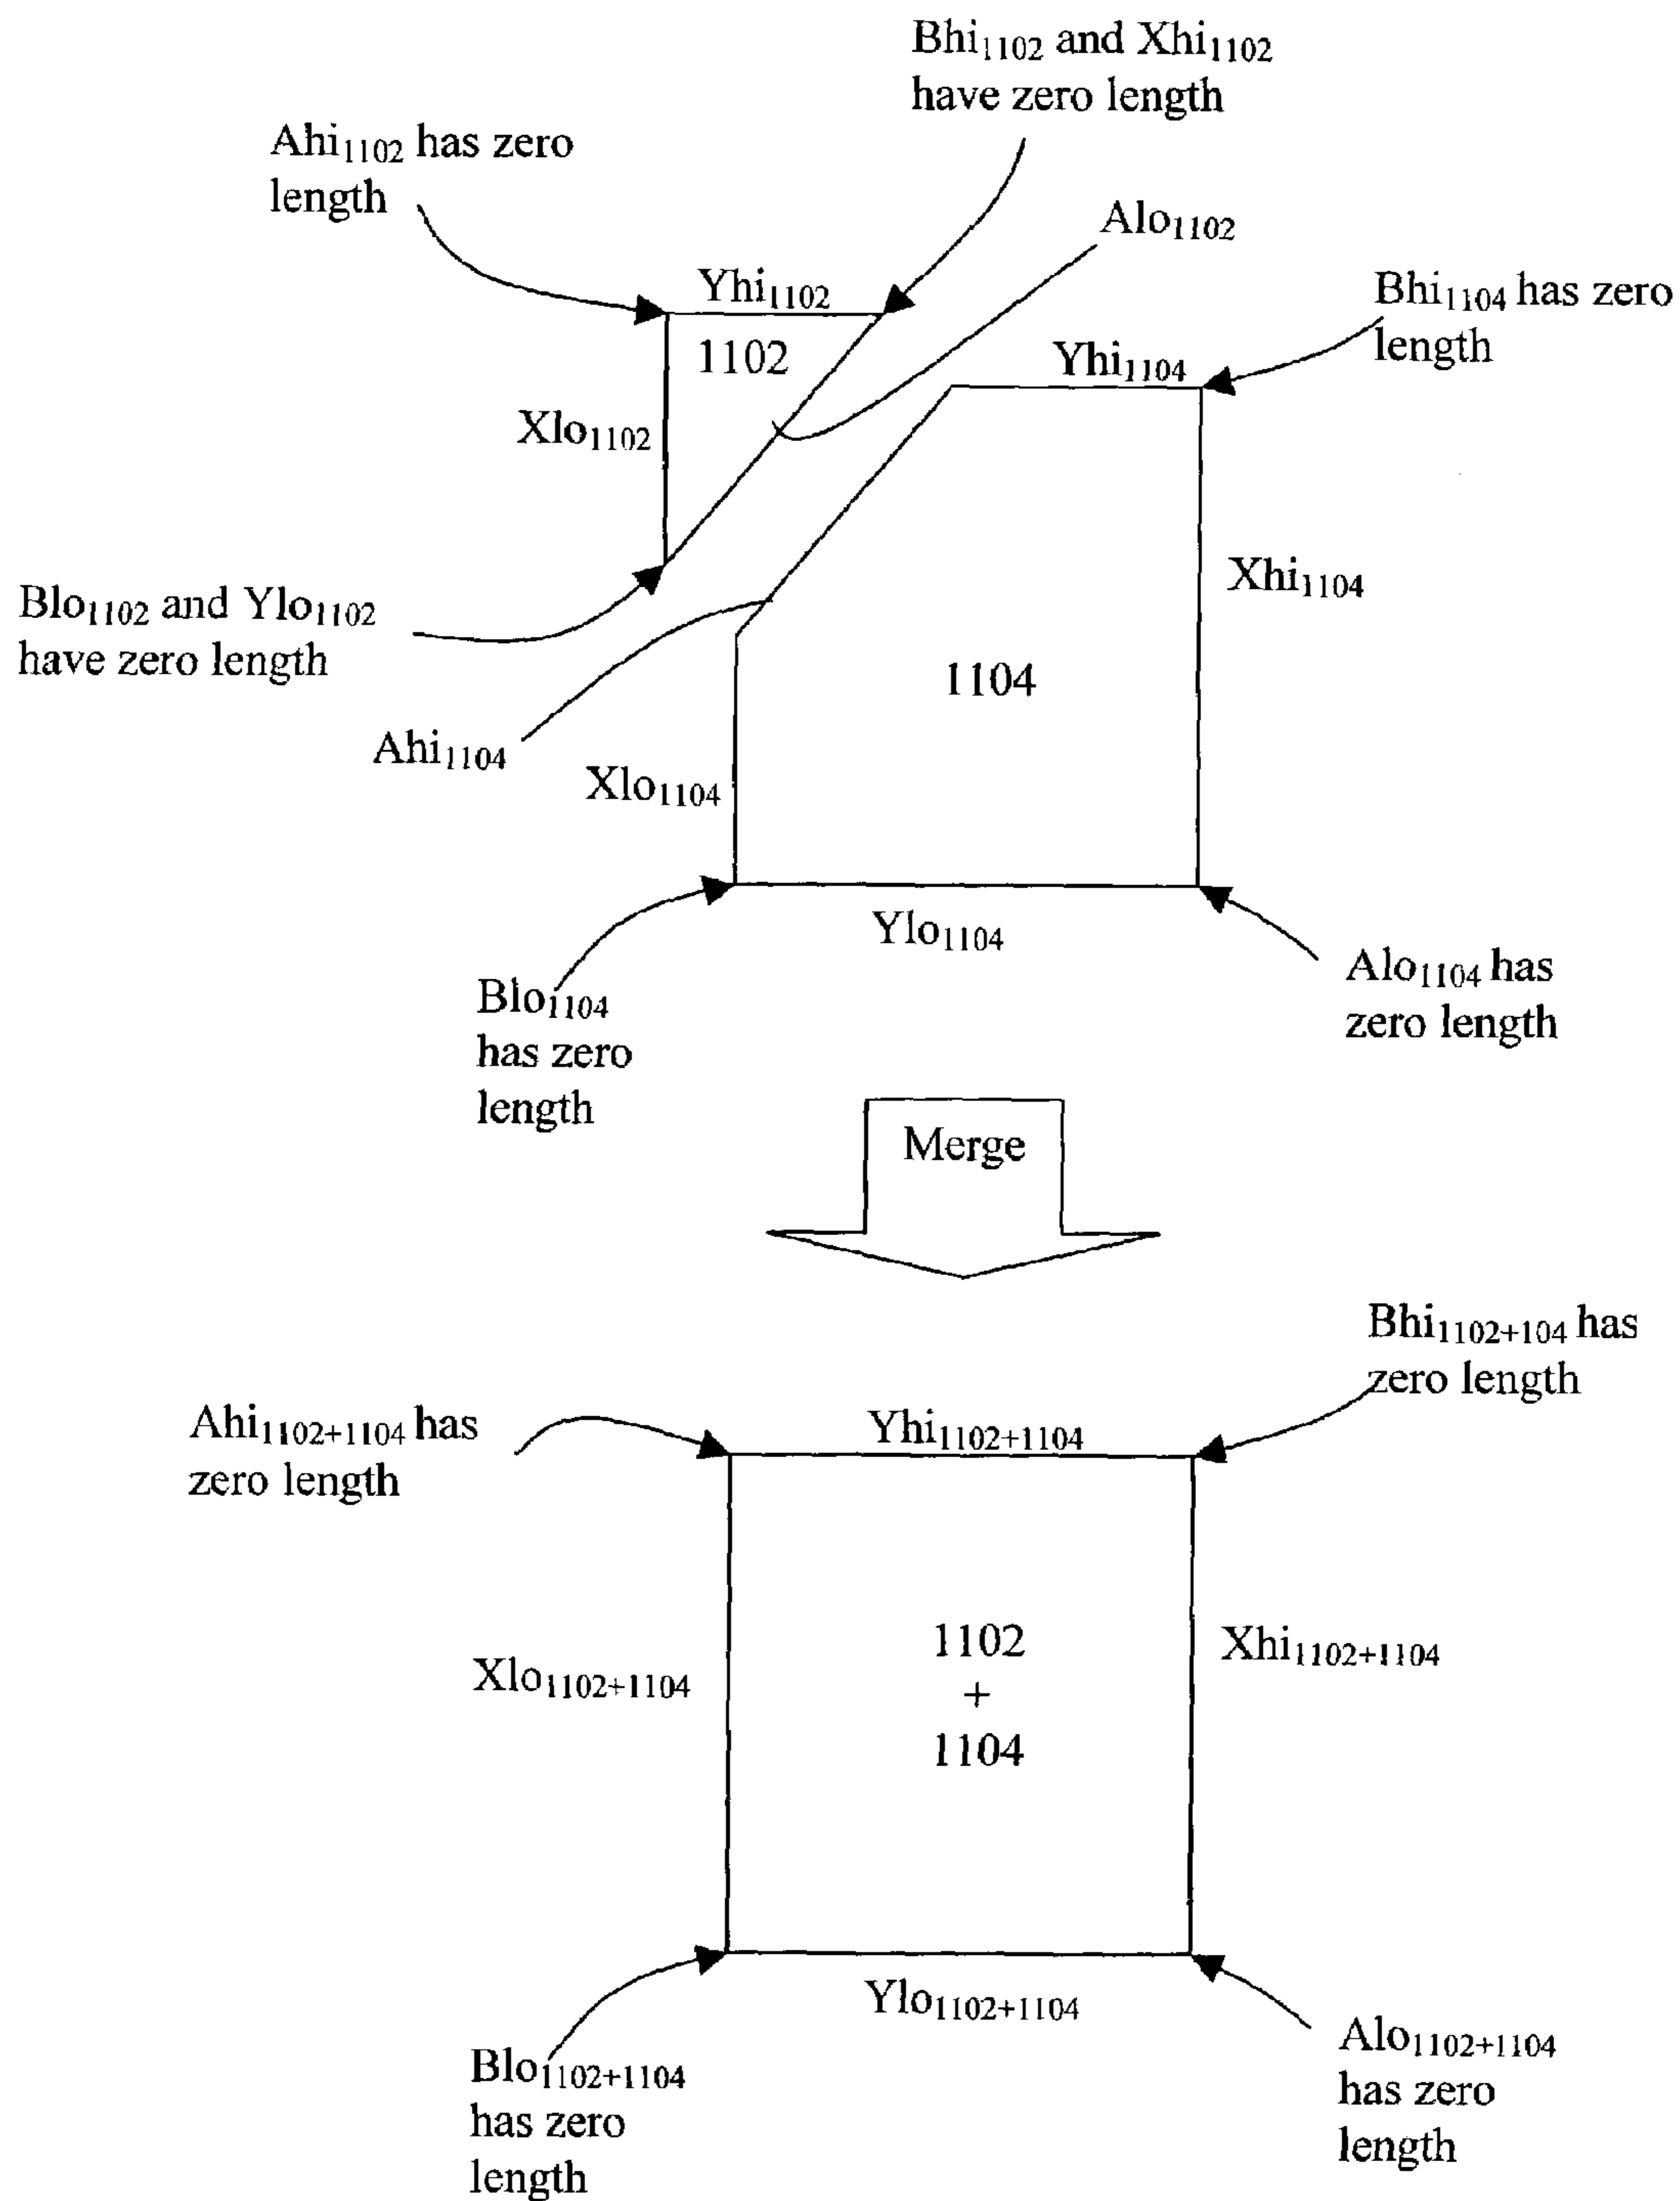 Bhi1102 and Xhi1102
have zero length
Ahi1102 has zero
length
Alo1102
Yhi1102
Bhi1104 has zero
length
1102
Yhi1104
Xlo1102
Xhi1104
Blo1102 and Ylo1102
have zero length
1104
Ahi1104
Xlo1104
Ylo1104
Alo1104 has
zero length
Blo1104
has zero
length
Merge
Bhi1102+104 has
zero length
Ahi1102+1104 has
zero length
Yhi1102+1104
1102
+
1104
Xhi1102+1104
Xlo1102+1104
Ylo1102+1104
Alo1102+1104
has zero
length
Blo1102+1104
has zero
length